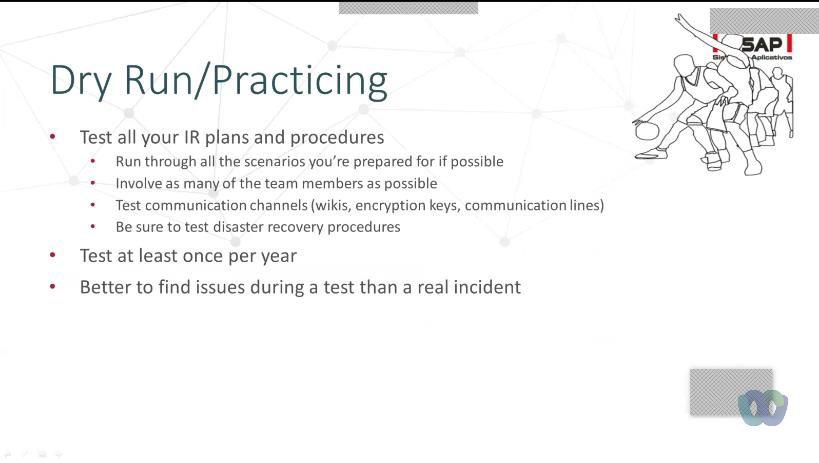 SAP
Aplicativos
Dry Run/Practicing
• Test all your IR plans and procedures
• Run through all the scenarios you’re prepared for if possible
• Involve as many of the team members as possible
• Test communication channels (wikis, encryption keys, communication lines)
• Be sure to test disaster recovery procedures
• Test at least once per year
• Better to find issues during a test than a real incident